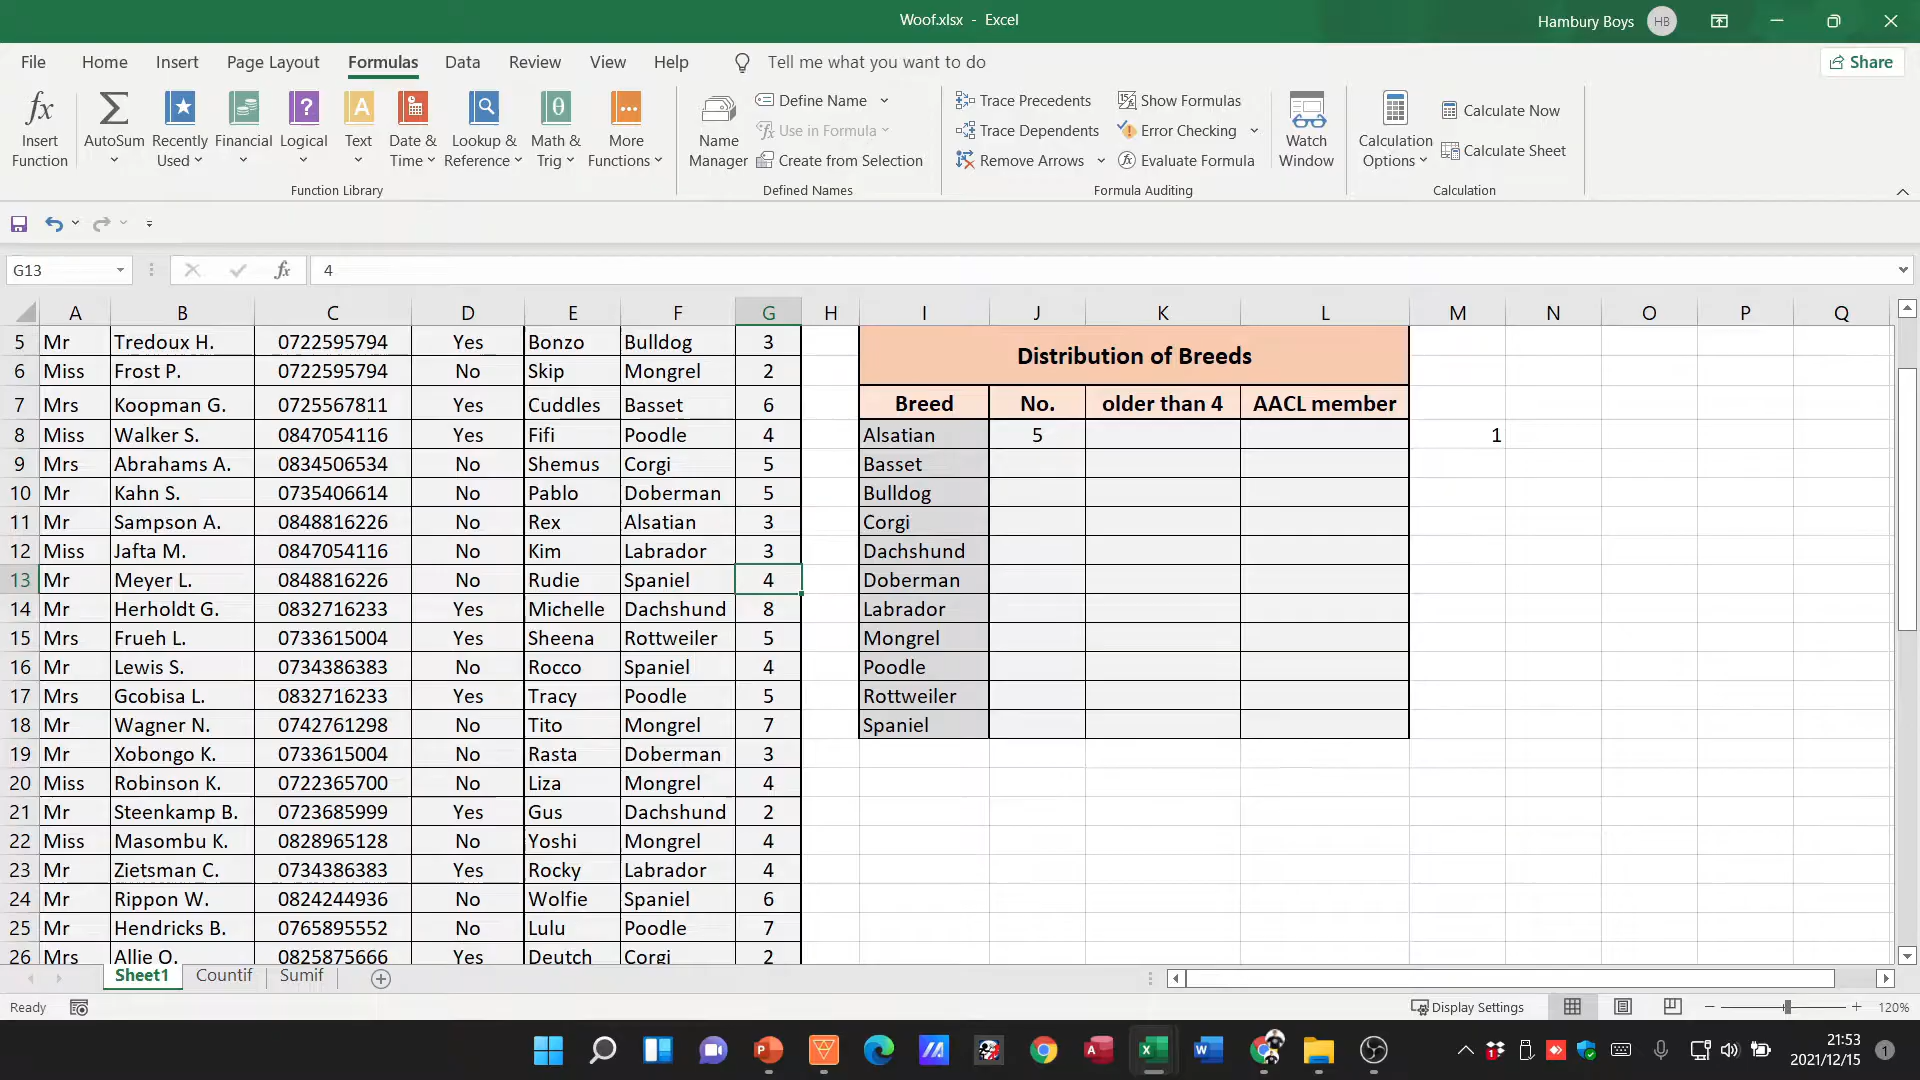 Woof.xlsx - Excel
Hambury Boys HB
File Home Insert Page Layout Formulas Data Review View Help Tell me what you want to do Share
Insert Function
AutoSum
Recently Used
Financial
Logical
Text
Date & Time
Lookup & Reference
Math & Trig
More Functions
Function Library
Name Manager
Define Name
Use in Formula
Create from Selection
Defined Names
Trace Precedents
Trace Dependents
Remove Arrows
Show Formulas
Error Checking
Evaluate Formula
Formula Auditing
Watch Window
Calculation Options
Calculate Now
Calculate Sheet
Calculation
G13 fx 4
A B C D E F G H I J K L M N O P Q
Distribution of Breeds
Breed No. older than 4 AACL member
5 Mr Tredoux H. 0722595794 Yes Bonzo Bulldog 3
6 Miss Frost P. 0722595794 No Skip Mongrel 2
7 Mrs Koopman G. 0725567811 Yes Cuddles Basset 6
8 Miss Walker S. 0847054116 Yes Fifi Poodle 4 Alsatian 5 1
9 Mrs Abrahams A. 0834506534 No Shemus Corgi 5 Basset
10 Mr Kahn S. 0735406614 No Pablo Doberman 5 Bulldog
11 Mr Sampson A. 0848816226 No Rex Alsatian 3 Corgi
12 Miss Jafta M. 0847054116 No Kim Labrador 3 Dachshund
13 Mr Meyer L. 0848816226 No Rudie Spaniel 4 Doberman
14 Mr Herholdt G. 0832716233 Yes Michelle Dachshund 8 Labrador
15 Mrs Frueh L. 0733615004 Yes Sheena Rottweiler 5 Mongrel
16 Mr Lewis S. 0734386383 No Rocco Spaniel 4 Poodle
17 Mrs Gcobisa L. 0832716233 Yes Tracy Poodle 5 Rottweiler
18 Mr Wagner N. 0742761298 No Tito Mongrel 7 Spaniel
19 Mr Xobongo K. 0733615004 No Rasta Doberman 3
20 Miss Robinson K. 0722365700 No Liza Mongrel 4
21 Mr Steenkamp B. 0723685999 Yes Gus Dachshund 2
22 Miss Masombu K. 0828965128 No Yoshi Mongrel 4
23 Mr Zietsman C. 0734386383 Yes Rocky Labrador 4
24 Mr Rippon W. 0824244936 No Wolfie Spaniel 6
25 Mr Hendricks B. 0765895552 No Lulu Poodle 7
26 Mrs Allie O. 0825875666 Yes Deutch Corgi 2
Sheet1 Countif Sumif
Ready Display Settings 120%
21:53
2021/12/15